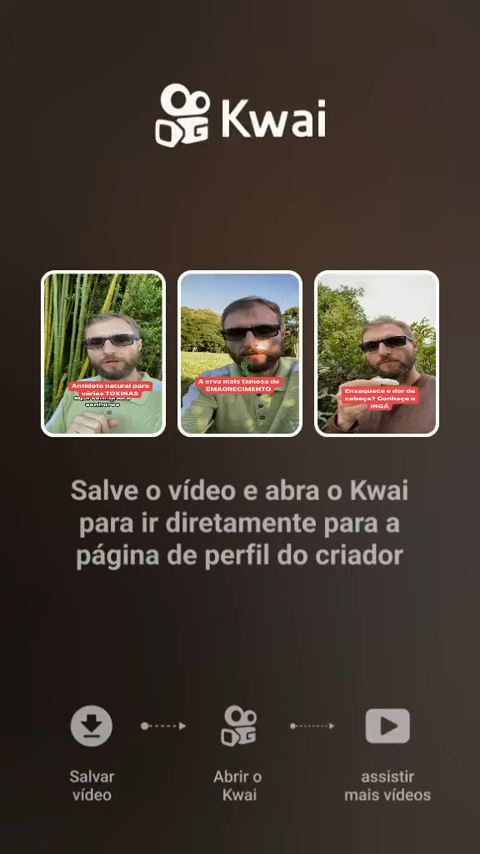 Kwai
Antídoto natural para
várias TOXINAS
A erva mais famosa do
EMAGRECIMENTO
Enxaqueca e dor de
cabeça? Conheça o
INGÁ
Salve o vídeo e abra o Kwai
para ir diretamente para a
página de perfil do criador
Salvar
vídeo
Abrir o
Kwai
assistir
mais vídeos